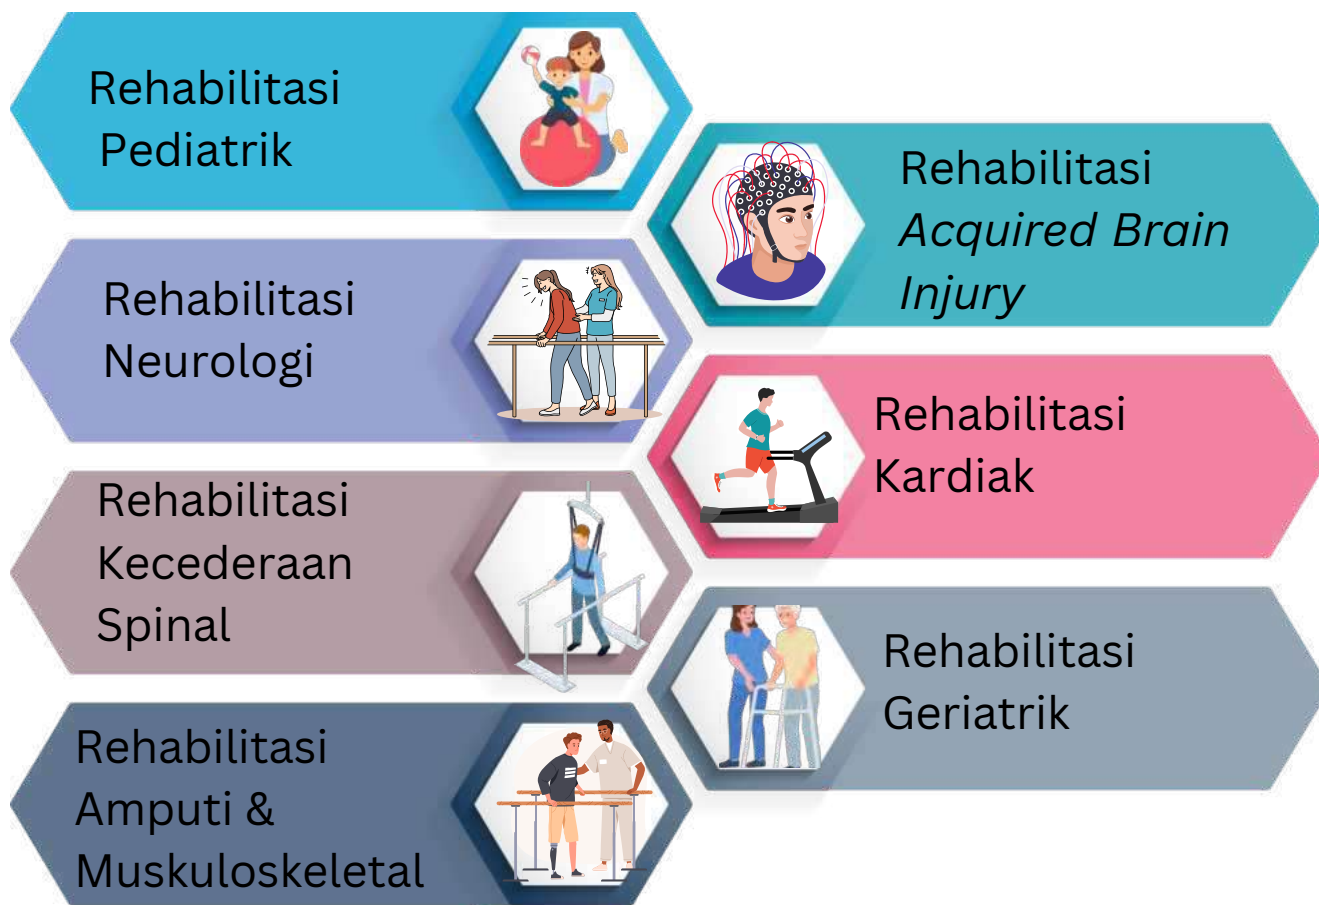 Rehabilitasi
Pediatrik
Rehabilitasi
Acquired Brain
Injury
Rehabilitasi
Neurologi
Rehabilitasi
Kardiak
Rehabilitasi
Kecederaan
Spinal
Rehabilitasi
Geriatrik
Rehabilitasi
Amputi &
Muskuloskeletal